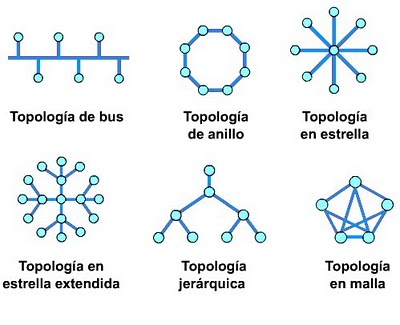 Topología de bus
Topología
de anillo
Topología
en estrella
Topología en
estrella extendida
Topología
jerárquica
Topología
en malla